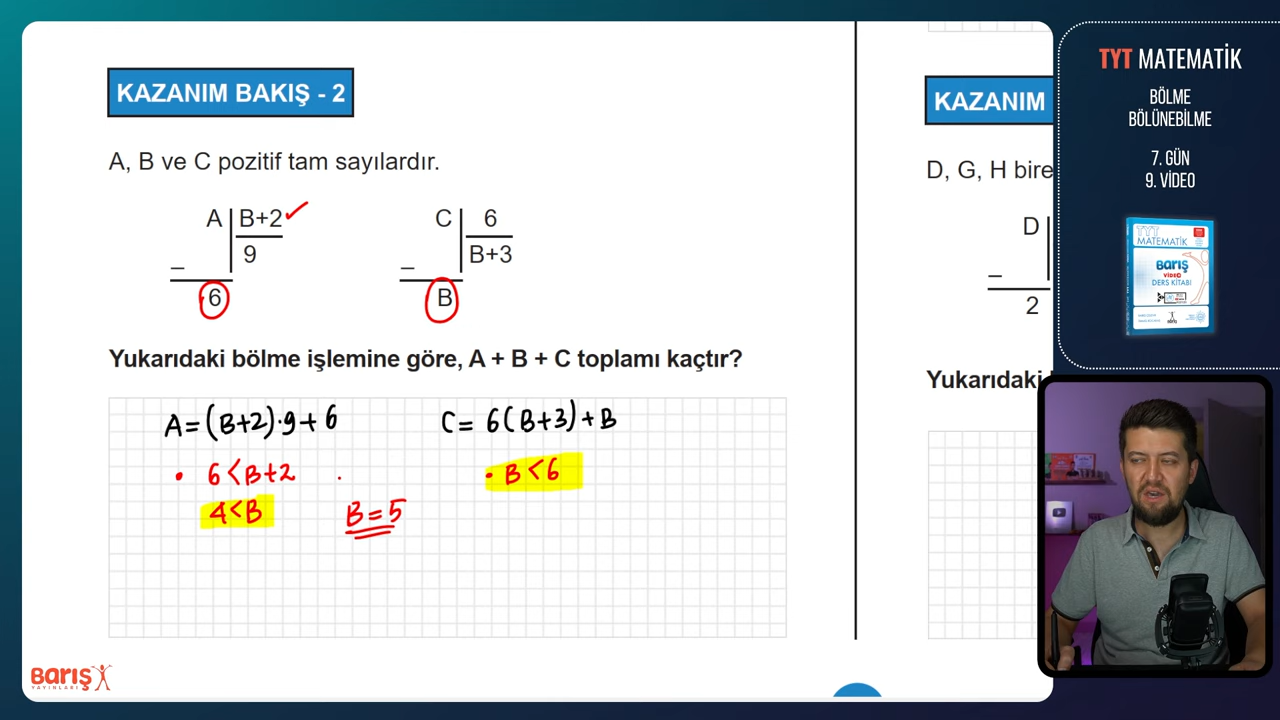 KAZANIM BAKIŞ - 2
A, B ve C pozitif tam sayılardır.
A B+2
9
−
6
C 6
B+3
−
B
Yukarıdaki bölme işlemine göre, A + B + C toplamı kaçtır?
A=(B+2)·9+6
• 6<B+2
4<B
B=5
C= 6(B+3)+B
• B<6
KAZANIM
D, G, H bire
D
−
2
Yukarıdaki
TYT MATEMATİK
BÖLME
BÖLÜNEBİLME
7. GÜN
9. VİDEO
TYT
MATEMATİK
BARIŞ
VİDEO
DERS KİTABI
BARIŞ
YAYINLARI